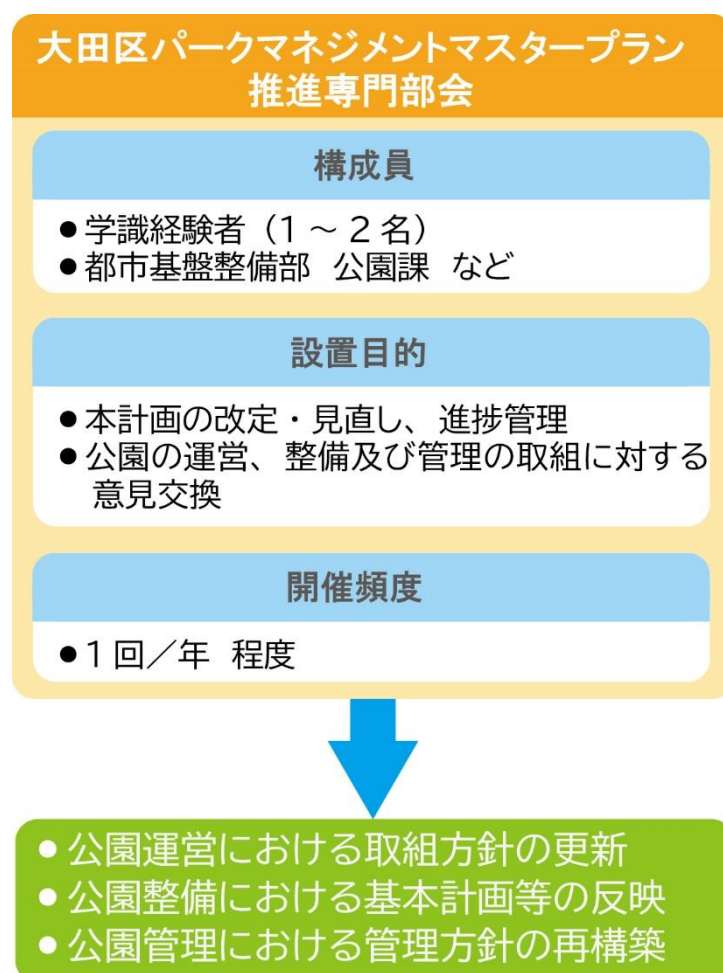 大田区パークマネジメントマスタープラン
推進専門部会
構成員
●学識経験者（1～2名）
●都市基盤整備部 公園課 など
設置目的
●本計画の改定・見直し、進捗管理
●公園の運営、整備及び管理の取組に対する
意見交換
開催頻度
●1回／年 程度
●公園運営における取組方針の更新
●公園整備における基本計画等の反映
●公園管理における管理方針の再構築